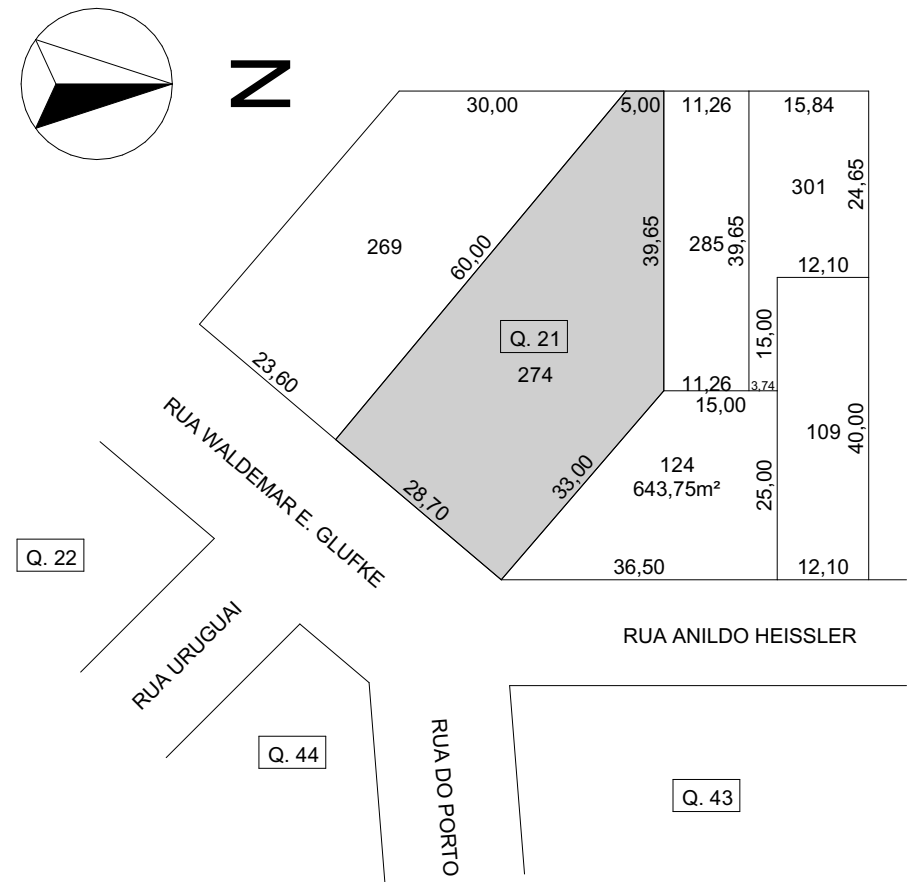 N
30,00
5,00
11,26
15,84
301
24,65
269
60,00
39,65
285
39,65
12,10
Q. 21
274
15,00
23,60
11,26
3,74
15,00
RUA WALDEMAR E. GLUFKE
28,70
33,00
124
643,75m²
25,00
109
40,00
36,50
12,10
Q. 22
RUA URUGUAI
RUA ANILDO HEISSLER
Q. 44
RUA DO PORTO
Q. 43